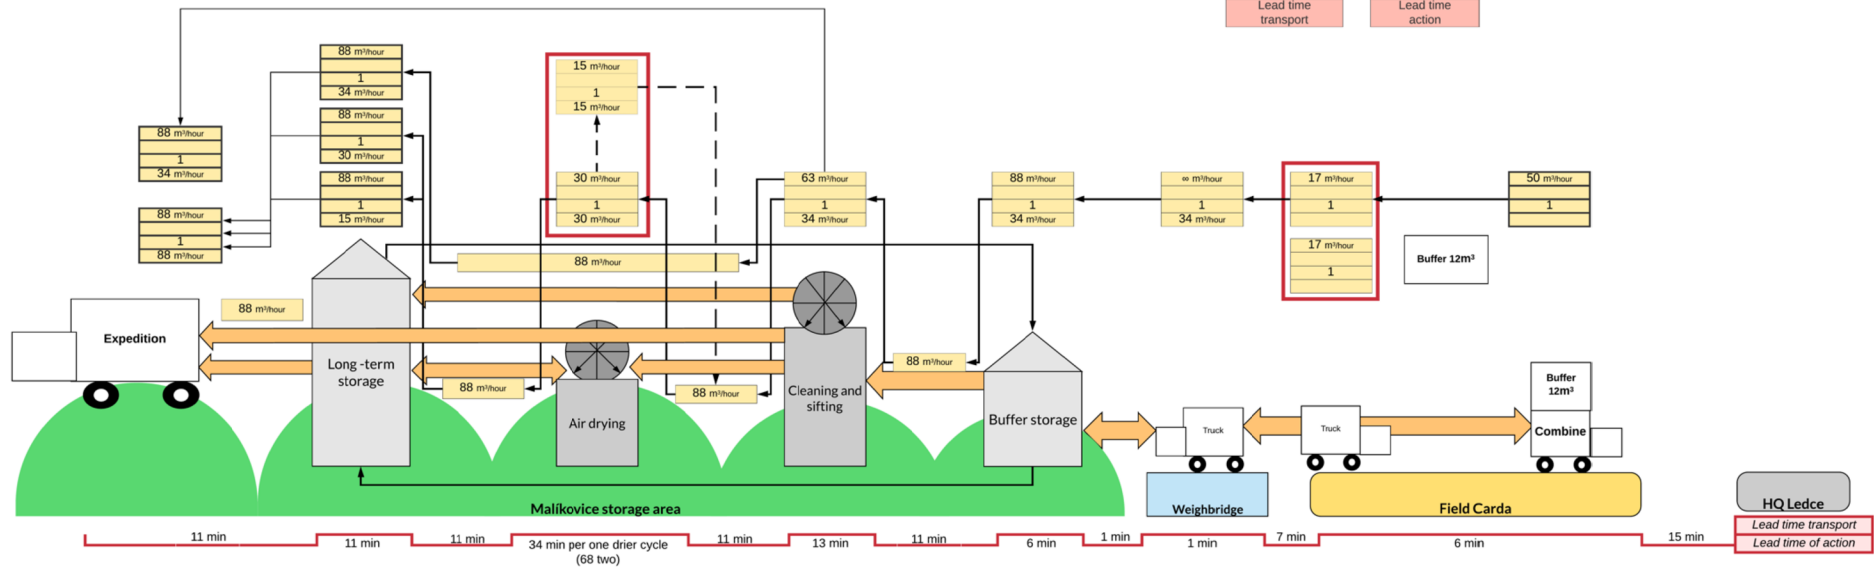 Lead time
transport
Lead time
action
88 m³/hour
1
34 m³/hour
88 m³/hour
1
30 m³/hour
88 m³/hour
1
15 m³/hour
88 m³/hour
1
34 m³/hour
88 m³/hour
1
88 m³/hour
15 m³/hour
1
15 m³/hour
30 m³/hour
1
30 m³/hour
63 m³/hour
1
34 m³/hour
88 m³/hour
1
34 m³/hour
∞ m³/hour
1
34 m³/hour
17 m³/hour
1
17 m³/hour
1
50 m³/hour
1
Buffer 12m³
88 m³/hour
88 m³/hour
88 m³/hour
88 m³/hour
88 m³/hour
Expedition
Long -term
storage
Air drying
Cleaning and
sifting
Buffer storage
Truck
Truck
Buffer
12m³
Combine
Malíkovice storage area
Weighbridge
Field Carda
HQ Ledce
Lead time transport
Lead time of action
11 min
11 min
11 min
34 min per one drier cycle
(68 two)
11 min
13 min
11 min
6 min
1 min
1 min
7 min
6 min
15 min